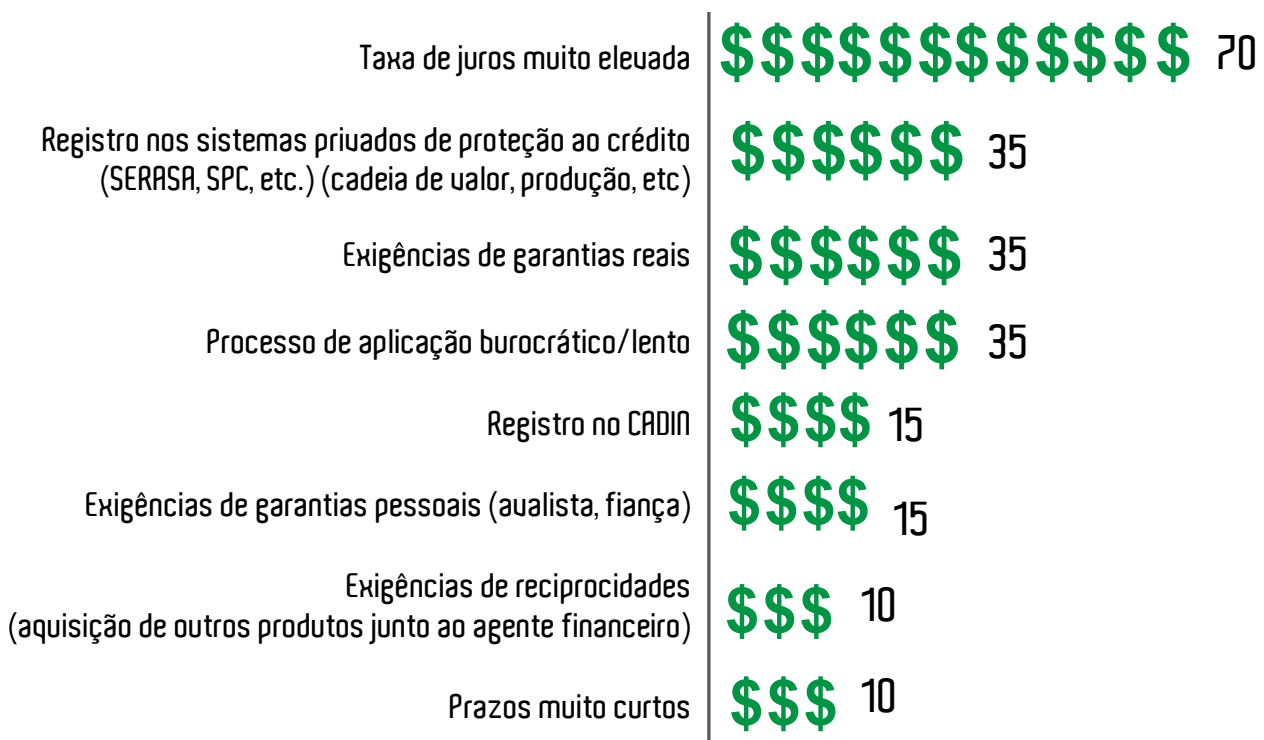 Taxa de juros muito elevada $$$$$$$$$$$$ 70
Registro nos sistemas privados de proteção ao crédito
(SERASA, SPC, etc.) (cadeia de valor, produção, etc) $$$$$$ 35
Exigências de garantias reais $$$$$$ 35
Processo de aplicação burocrático/lento $$$$$$ 35
Registro no CADIN $$$$ 15
Exigências de garantias pessoais (avalista, fiança) $$$$ 15
Exigências de reciprocidades
(aquisição de outros produtos junto ao agente financeiro) $$$ 10
Prazos muito curtos $$$ 10